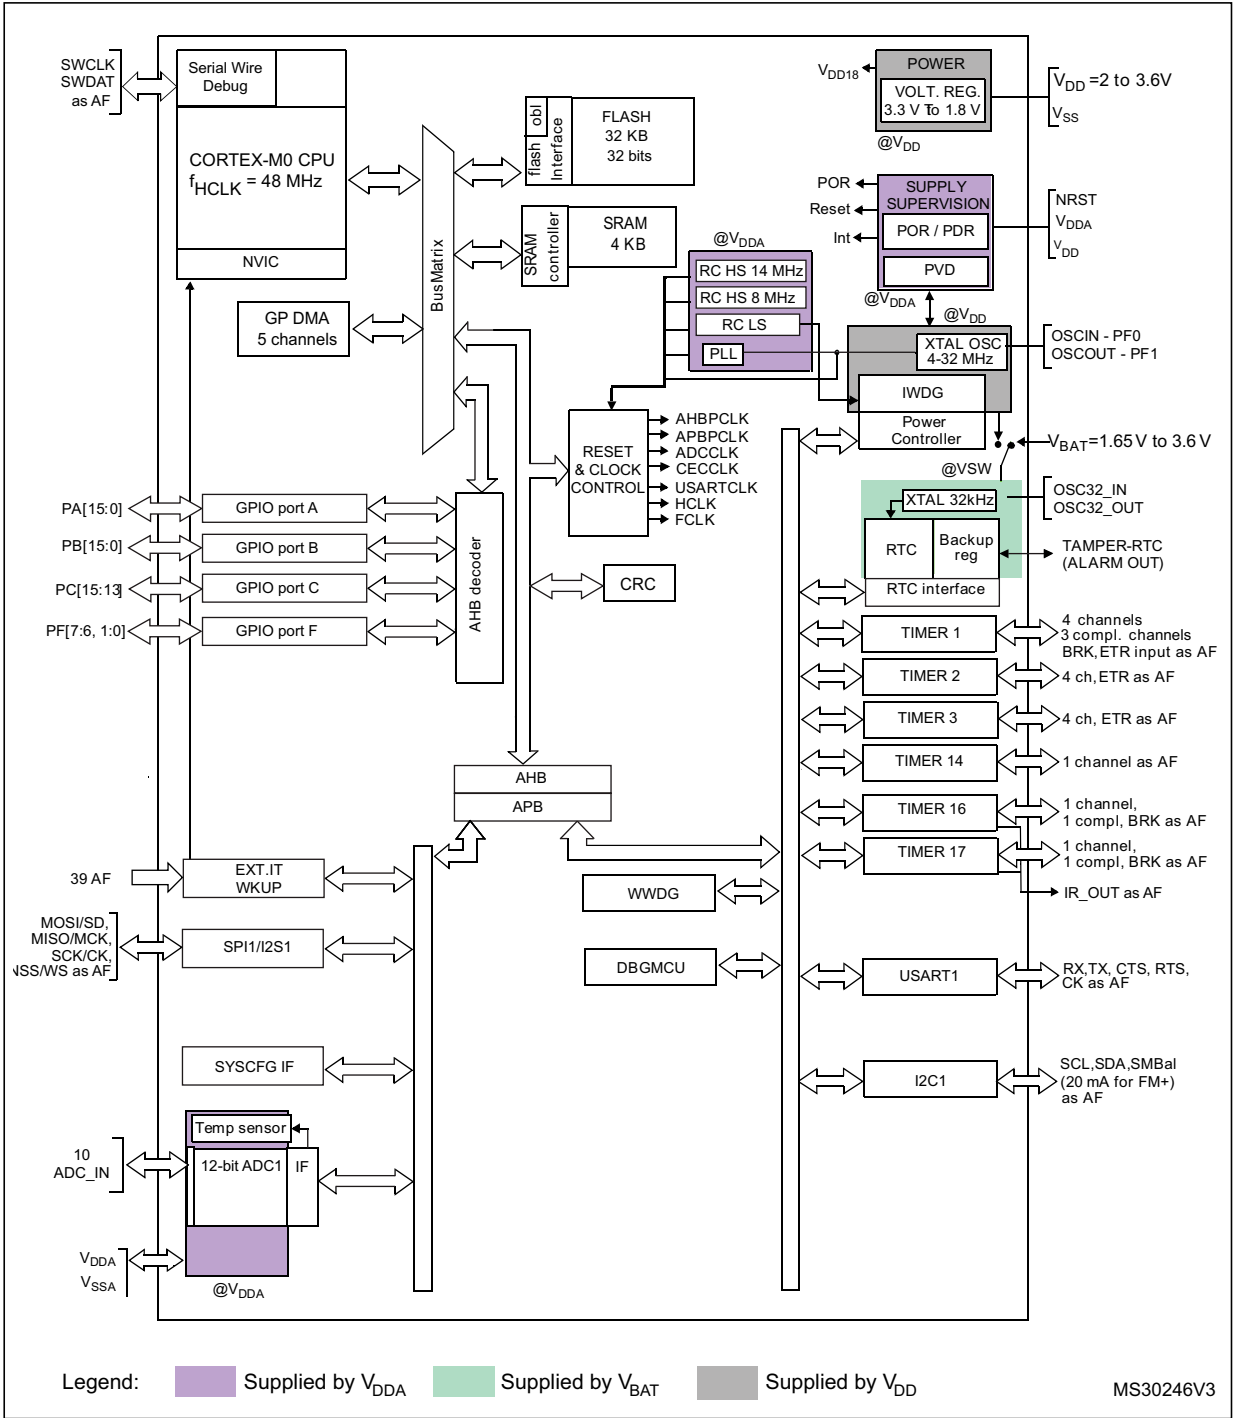 SWCLK
SWDAT
as AF
Serial Wire
Debug
CORTEX-M0 CPU
fHCLK = 48 MHz
NVIC
GP DMA
5 channels
BusMatrix
obl
flash
Interface
FLASH
32 KB
32 bits
SRAM
controller
SRAM
4 KB
VDD18
POWER
VOLT. REG.
3.3 V To 1.8 V
@VDD
VDD =2 to 3.6V
VSS
POR
Reset
Int
SUPPLY
SUPERVISION
POR / PDR
PVD
@VDDA
NRST
VDDA
VDD
@VDDA
RC HS 14 MHz
RC HS 8 MHz
RC LS
PLL
@VDD
XTAL OSC
4-32 MHz
IWDG
Power
Controller
OSCIN - PF0
OSCOUT - PF1
VBAT=1.65 V to 3.6 V
@VSW
RESET
& CLOCK
CONTROL
AHBPCLK
APBPCLK
ADCCLK
CECCLK
USARTCLK
HCLK
FCLK
XTAL 32kHz
RTC
Backup
reg
RTC interface
OSC32_IN
OSC32_OUT
TAMPER-RTC
(ALARM OUT)
PA[15:0]
GPIO port A
PB[15:0]
GPIO port B
PC[15:13]
GPIO port C
PF[7:6, 1:0]
GPIO port F
AHB decoder
CRC
TIMER 1
4 channels
3 compl. channels
BRK,ETR input as AF
TIMER 2
4 ch,ETR as AF
TIMER 3
4 ch, ETR as AF
TIMER 14
1 channel as AF
TIMER 16
1 channel,
1 compl, BRK as AF
TIMER 17
1 channel,
1 compl, BRK as AF
IR_OUT as AF
AHB
APB
39 AF
EXT.IT
WKUP
WWDG
MOSI/SD,
MISO/MCK,
SCK/CK,
NSS/WS as AF
SPI1/I2S1
DBGMCU
USART1
RX,TX, CTS, RTS,
CK as AF
SYSCFG IF
I2C1
SCL,SDA,SMBal
(20 mA for FM+)
as AF
Temp sensor
10
ADC_IN
12-bit ADC1
IF
VDDA
VSSA
@VDDA
Legend:
Supplied by VDDA
Supplied by VBAT
Supplied by VDD
MS30246V3